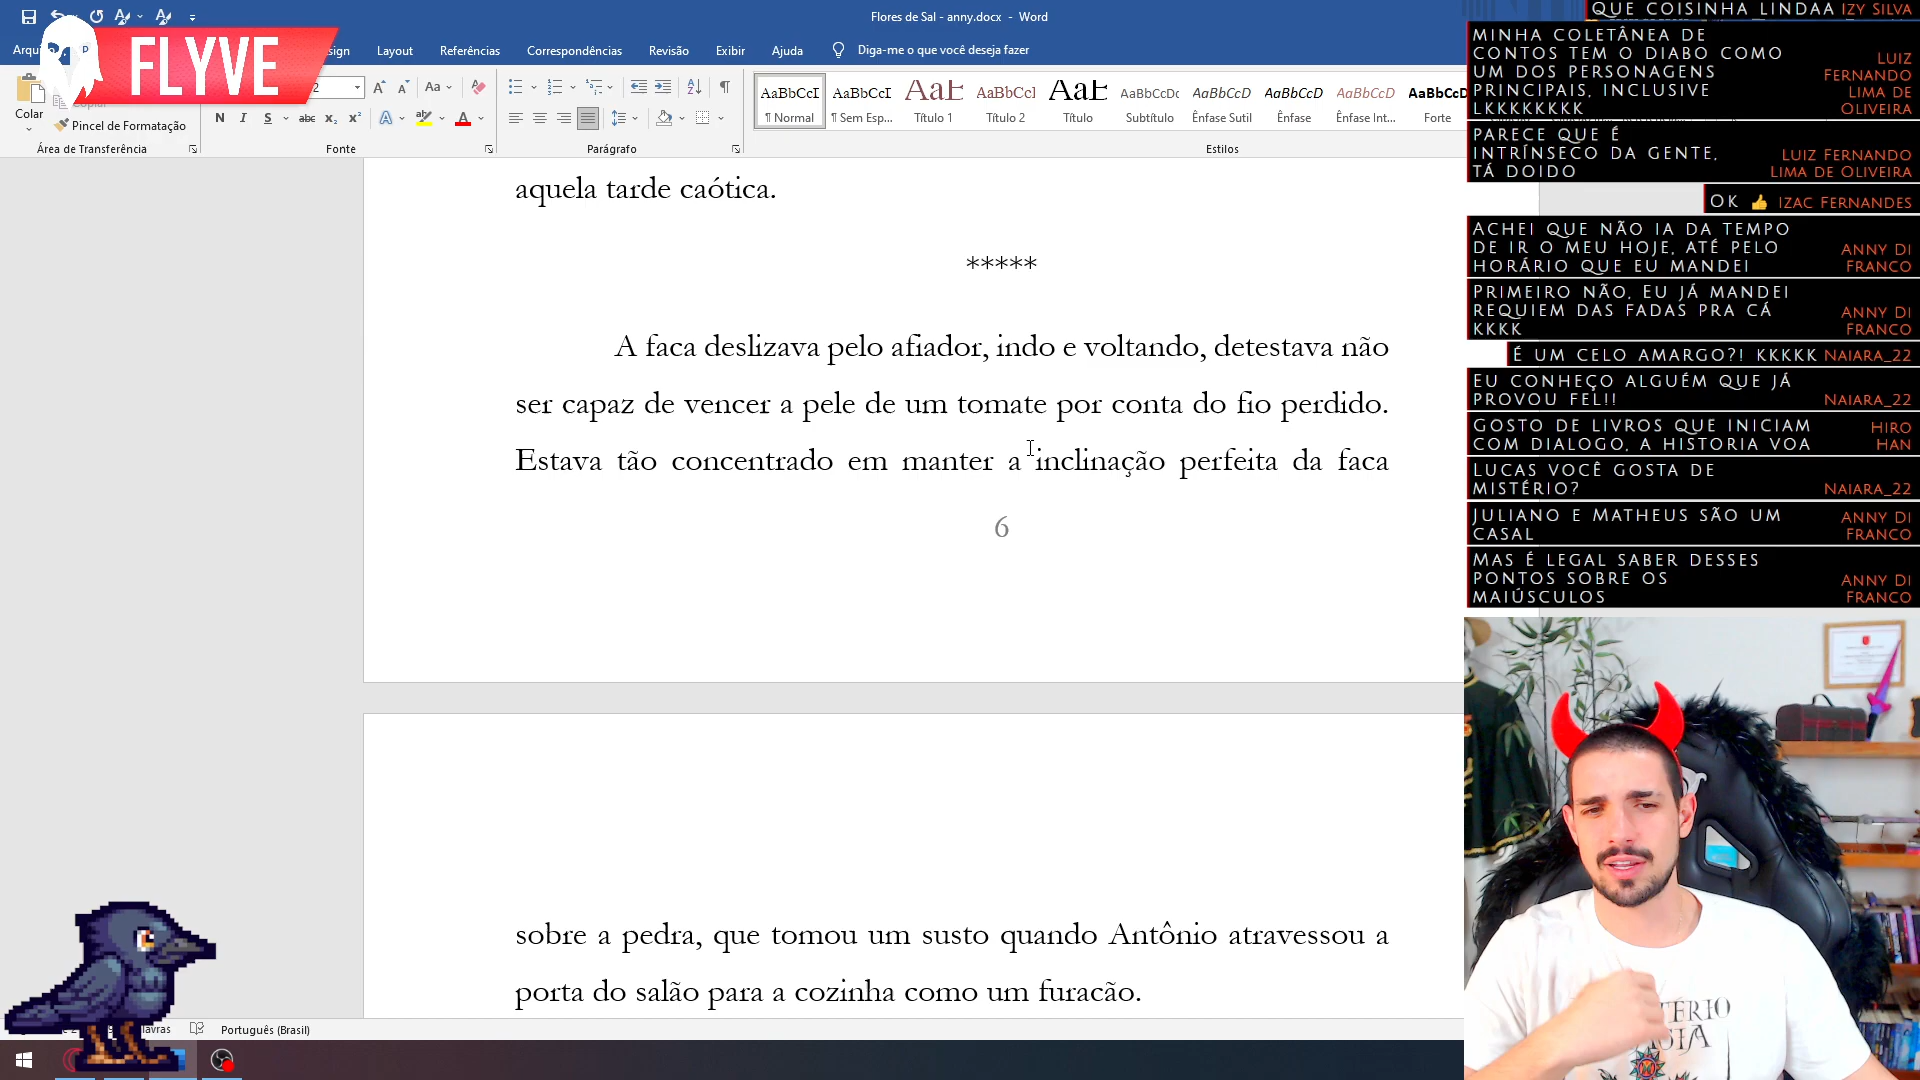 Flores de Sal - anny.docx - Word
FLYVE
Layout
Referências
Correspondências
Revisão
Exibir
Ajuda
Diga-me o que você deseja fazer
Colar
Copiar
Pincel de Formatação
Área de Transferência
N I S abc x₂ x²
Aa
Fonte
Parágrafo
AaBbCcI AaBbCcI AaE AaBbCcI AaE AaBbCcDc AaBbCcD AaBbCcD AaBbCcD AaBbCcD
¶ Normal
¶ Sem Esp...
Título 1
Título 2
Título
Subtítulo
Ênfase Sutil
Ênfase
Ênfase Int...
Forte
Estilos
aquela tarde caótica.
*****
A faca deslizava pelo afiador, indo e voltando, detestava não
ser capaz de vencer a pele de um tomate por conta do fio perdido.
Estava tão concentrado em manter a inclinação perfeita da faca
6
sobre a pedra, que tomou um susto quando Antônio atravessou a
porta do salão para a cozinha como um furacão.
Português (Brasil)
QUE COISINHA LINDAA IZY SILVA
MINHA COLETÂNEA DE
CONTOS TEM O DIABO COMO
UM DOS PERSONAGENS
PRINCIPAIS, INCLUSIVE
LKKKKKKKK
LUIZ
FERNANDO
LIMA DE
OLIVEIRA
PARECE QUE É
INTRÍNSECO DA GENTE,
TÁ DOIDO
LUIZ FERNANDO
LIMA DE OLIVEIRA
OK 👍 IZAC FERNANDES
ACHEI QUE NÃO IA DA TEMPO
DE IR O MEU HOJE, ATÉ PELO
HORÁRIO QUE EU MANDEI
ANNY DI
FRANCO
PRIMEIRO NÃO, EU JÁ MANDEI
REQUIEM DAS FADAS PRA CÁ
KKKK
ANNY DI
FRANCO
É UM CELO AMARGO?! KKKKK NAIARA_22
EU CONHEÇO ALGUÉM QUE JÁ
PROVOU FEL!!
NAIARA_22
GOSTO DE LIVROS QUE INICIAM
COM DIALOGO, A HISTORIA VOA
HIRO
HAN
LUCAS VOCÊ GOSTA DE
MISTÉRIO?
NAIARA_22
JULIANO E MATHEUS SÃO UM
CASAL
ANNY DI
FRANCO
MAS É LEGAL SABER DESSES
PONTOS SOBRE OS
MAIÚSCULOS
ANNY DI
FRANCO